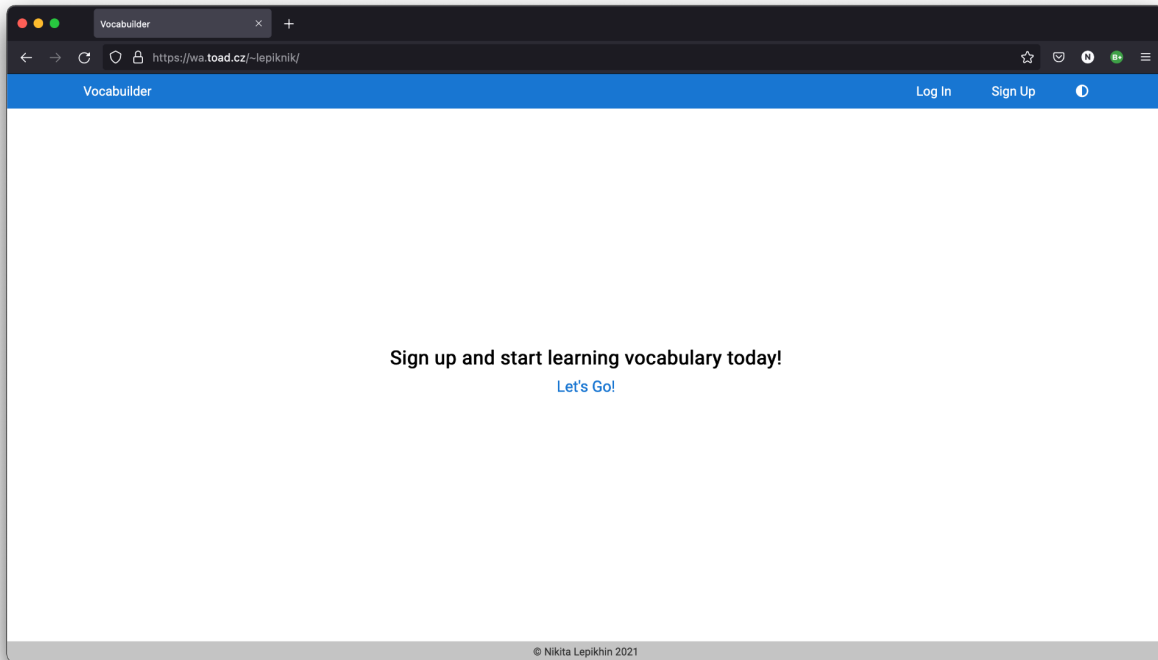 Vocabuilder
https://wa.toad.cz/~lepiknik/
N
B+
Vocabuilder Log In Sign Up
Sign up and start learning vocabulary today!
Let's Go!
© Nikita Lepikhin 2021